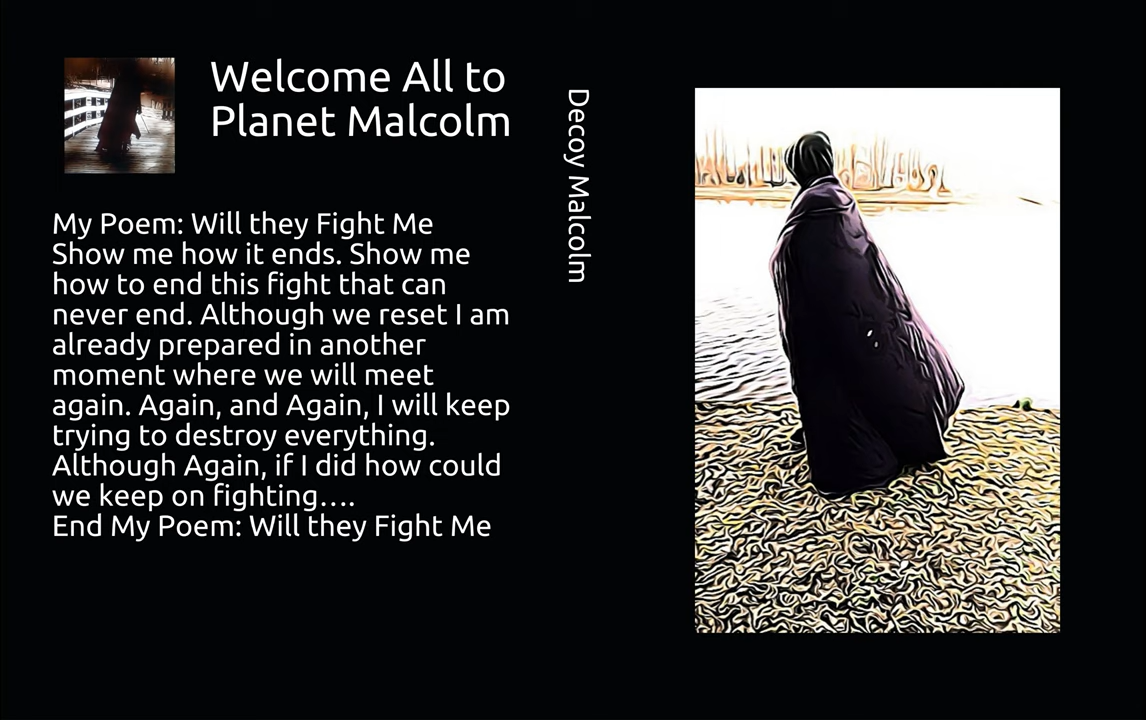 Welcome All to
Planet Malcolm
My Poem: Will they Fight Me
Show me how it ends. Show me
how to end this fight that can
never end. Although we reset I am
already prepared in another
moment where we will meet
again. Again, and Again, I will keep
trying to destroy everything.
Although Again, if I did how could
we keep on fighting….
End My Poem: Will they Fight Me
Decoy Malcolm